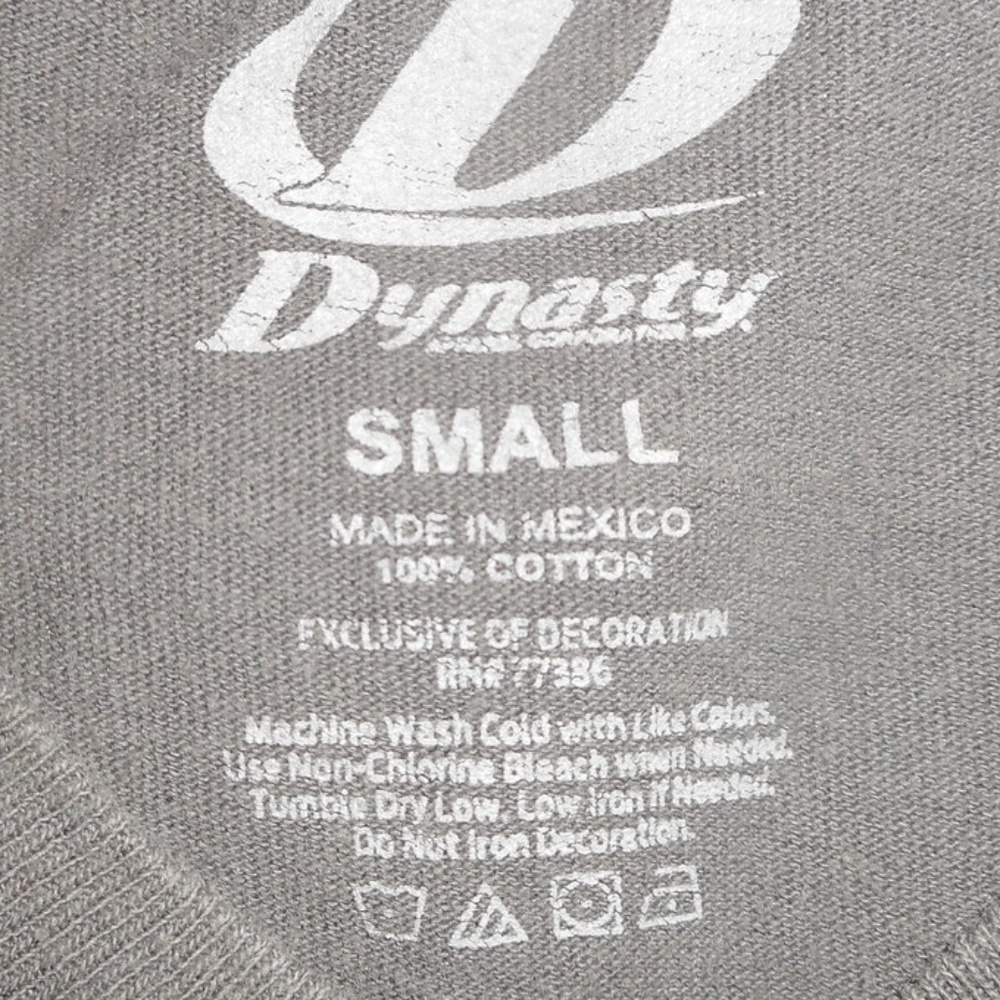 D
Dynasty
SMALL
MADE IN MEXICO
100% COTTON
EXCLUSIVE OF DECORATION
RN# 77386
Machine Wash Cold with Like Colors.
Use Non-Chlorine Bleach when Needed.
Tumble Dry Low, Low Iron If Needed.
Do Not Iron Decoration.